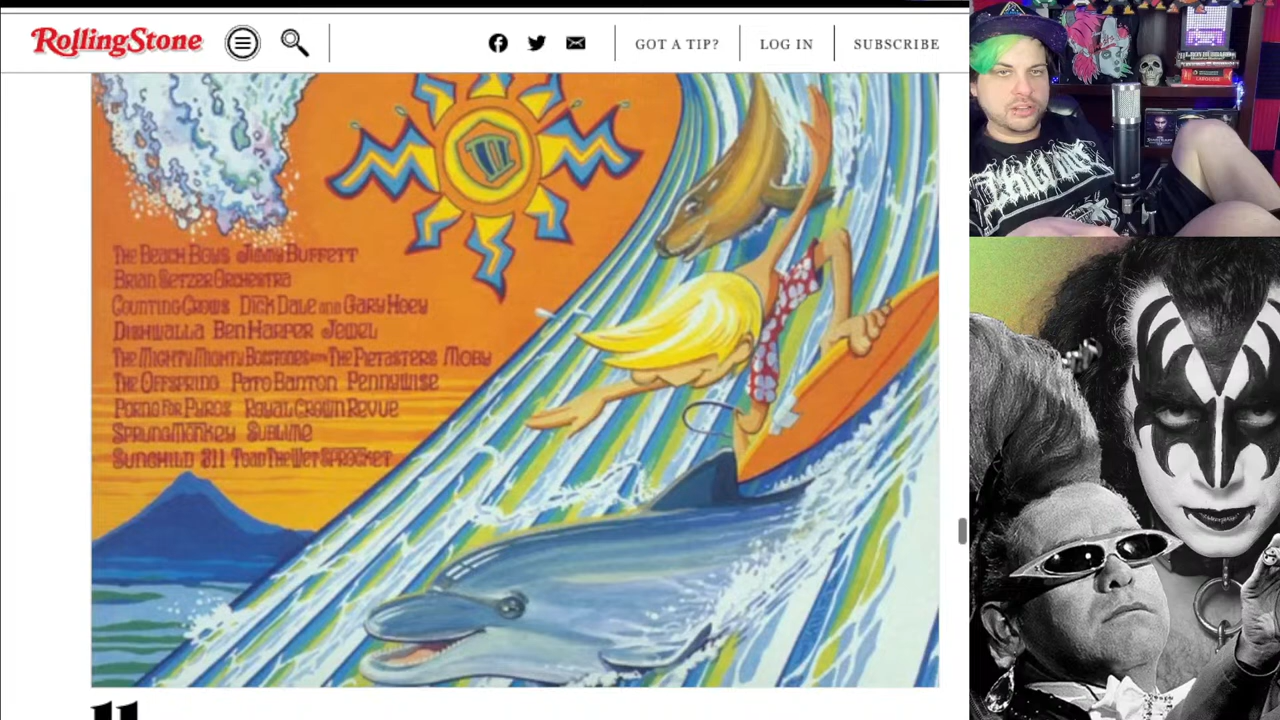 RollingStone
GOT A TIP?
LOG IN
SUBSCRIBE
The Beach Boys Jimmy Buffett
Brian Setzer Orchestra
Counting Crows Dick Dale and Gary Hoey
Dishwalla Ben Harper Jewel
The Mighty Mighty Bosstones with The Pietasters Moby
The Offspring Pato Banton Pennywise
Porno For Pyros Royal Crown Revue
Sprung Monkey Sublime
Sunchild 311 Toad The Wet Sprocket